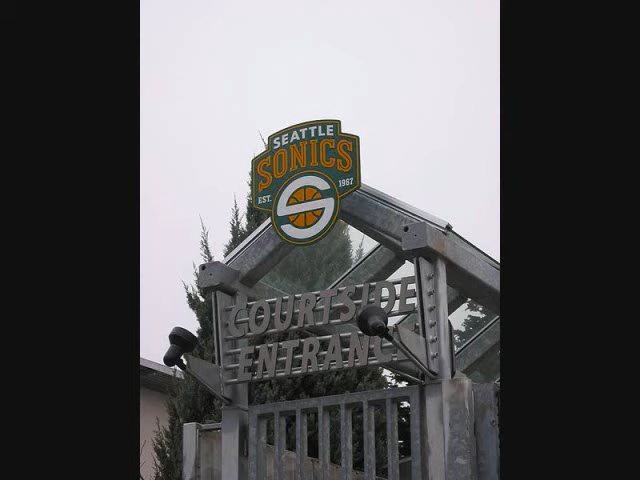 SEATTLE
SONICS
EST. 1967
COURTSIDE
ENTRANCE